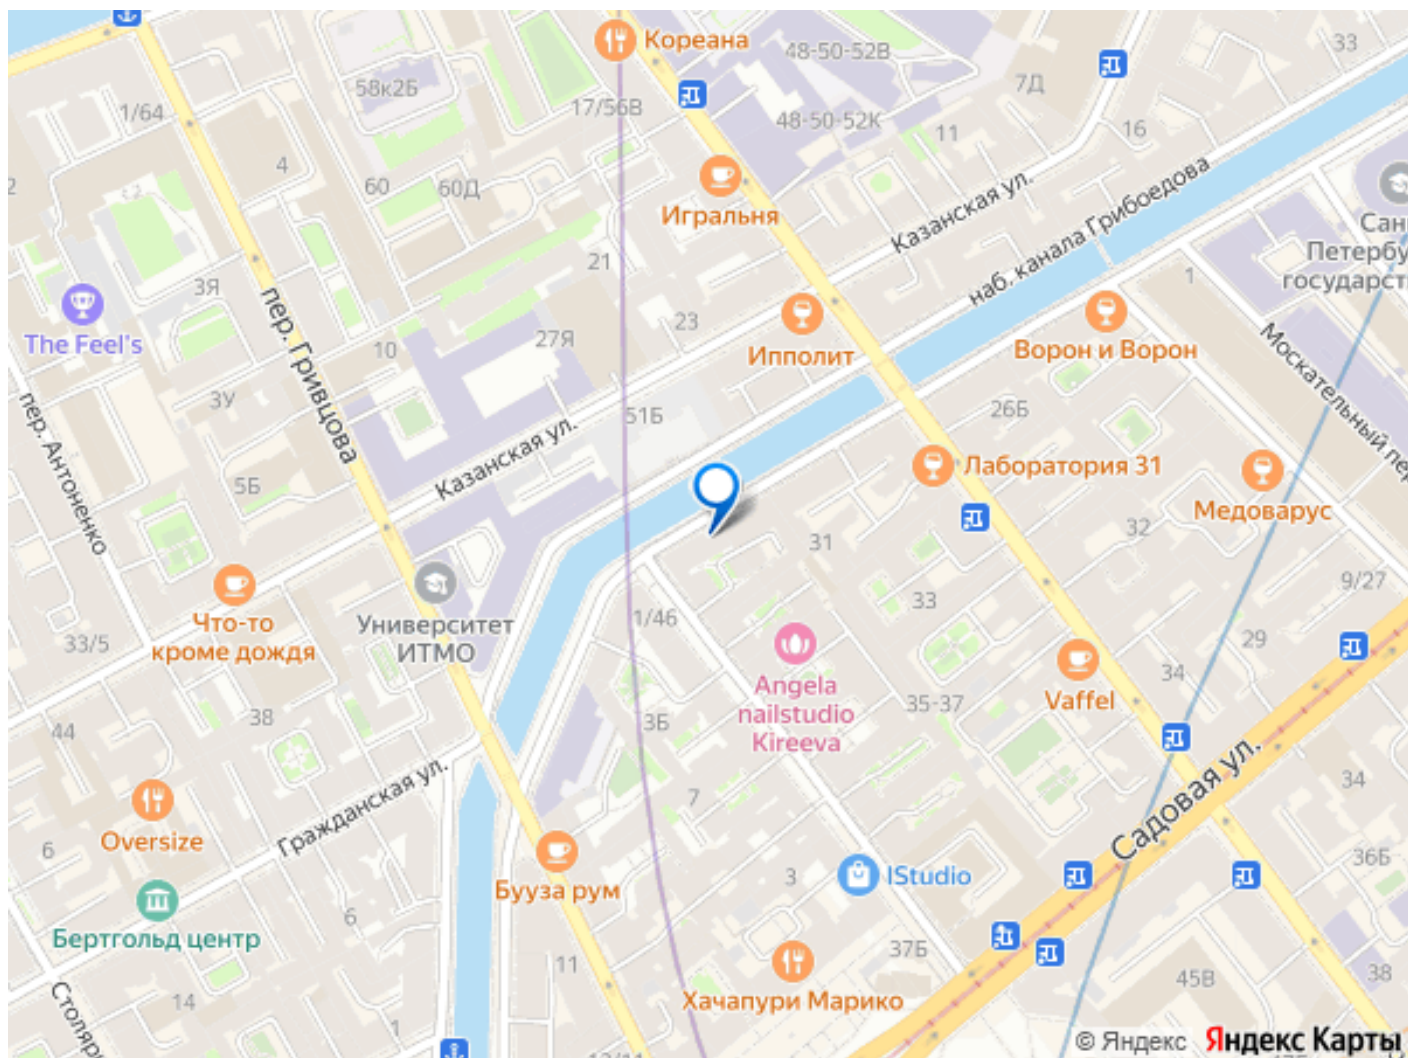 Кореана
48-50-52В
33
58к2Б
1/64
17/56В
7Д
48-50-52К
11
16
4
60
60Д
Игральня
Казанская ул.
наб. канала Грибоедова
Сан
Петербу
государст
21
1
3Я
The Feel's
пер. Гривцова
23
27Я
10
Ипполит
Ворон и Ворон
Москательный пер
3У
51Б
26Б
пер. Антоненко
Казанская ул.
Лаборатория 31
5Б
Медоварус
32
31
9/27
33
Что-то
кроме дождя
Университет
ИТМО
1/46
33/5
29
34
Angela
nailstudio
Kireeva
Vaffel
35-37
38
44
3Б
Гражданская ул.
Садовая ул.
7
34
Oversize
6
36Б
3
IStudio
Бууза рум
6
Бертгольд центр
37Б
11
45В
38
Хачапури Марико
14
Столяр
1
© Яндекс
Яндекс Карты